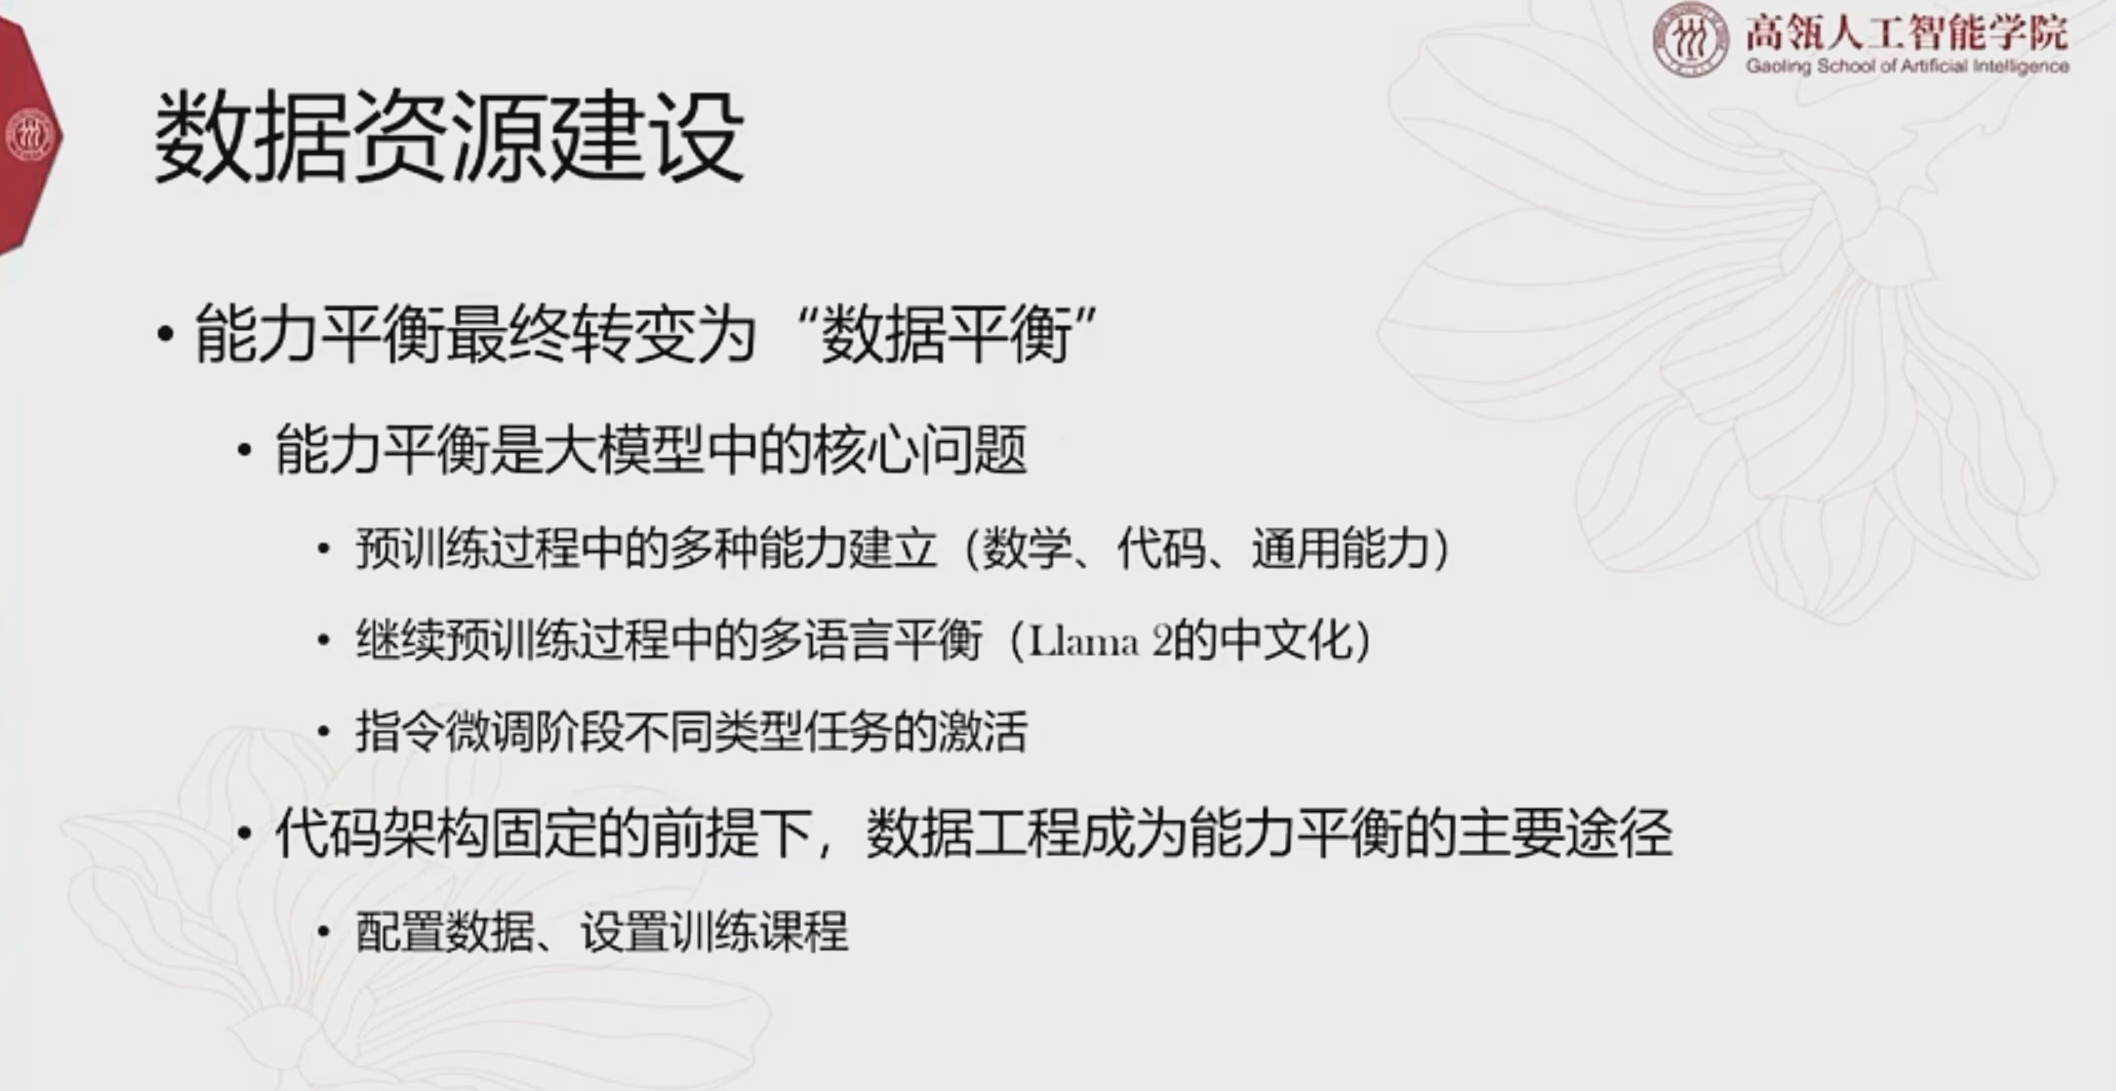 高瓴人工智能学院
Gaoling School of Artificial Intelligence
数据资源建设
• 能力平衡最终转变为“数据平衡”
• 能力平衡是大模型中的核心问题
• 预训练过程中的多种能力建立（数学、代码、通用能力）
• 继续预训练过程中的多语言平衡（Llama 2的中文化）
• 指令微调阶段不同类型任务的激活
• 代码架构固定的前提下，数据工程成为能力平衡的主要途径
• 配置数据、设置训练课程